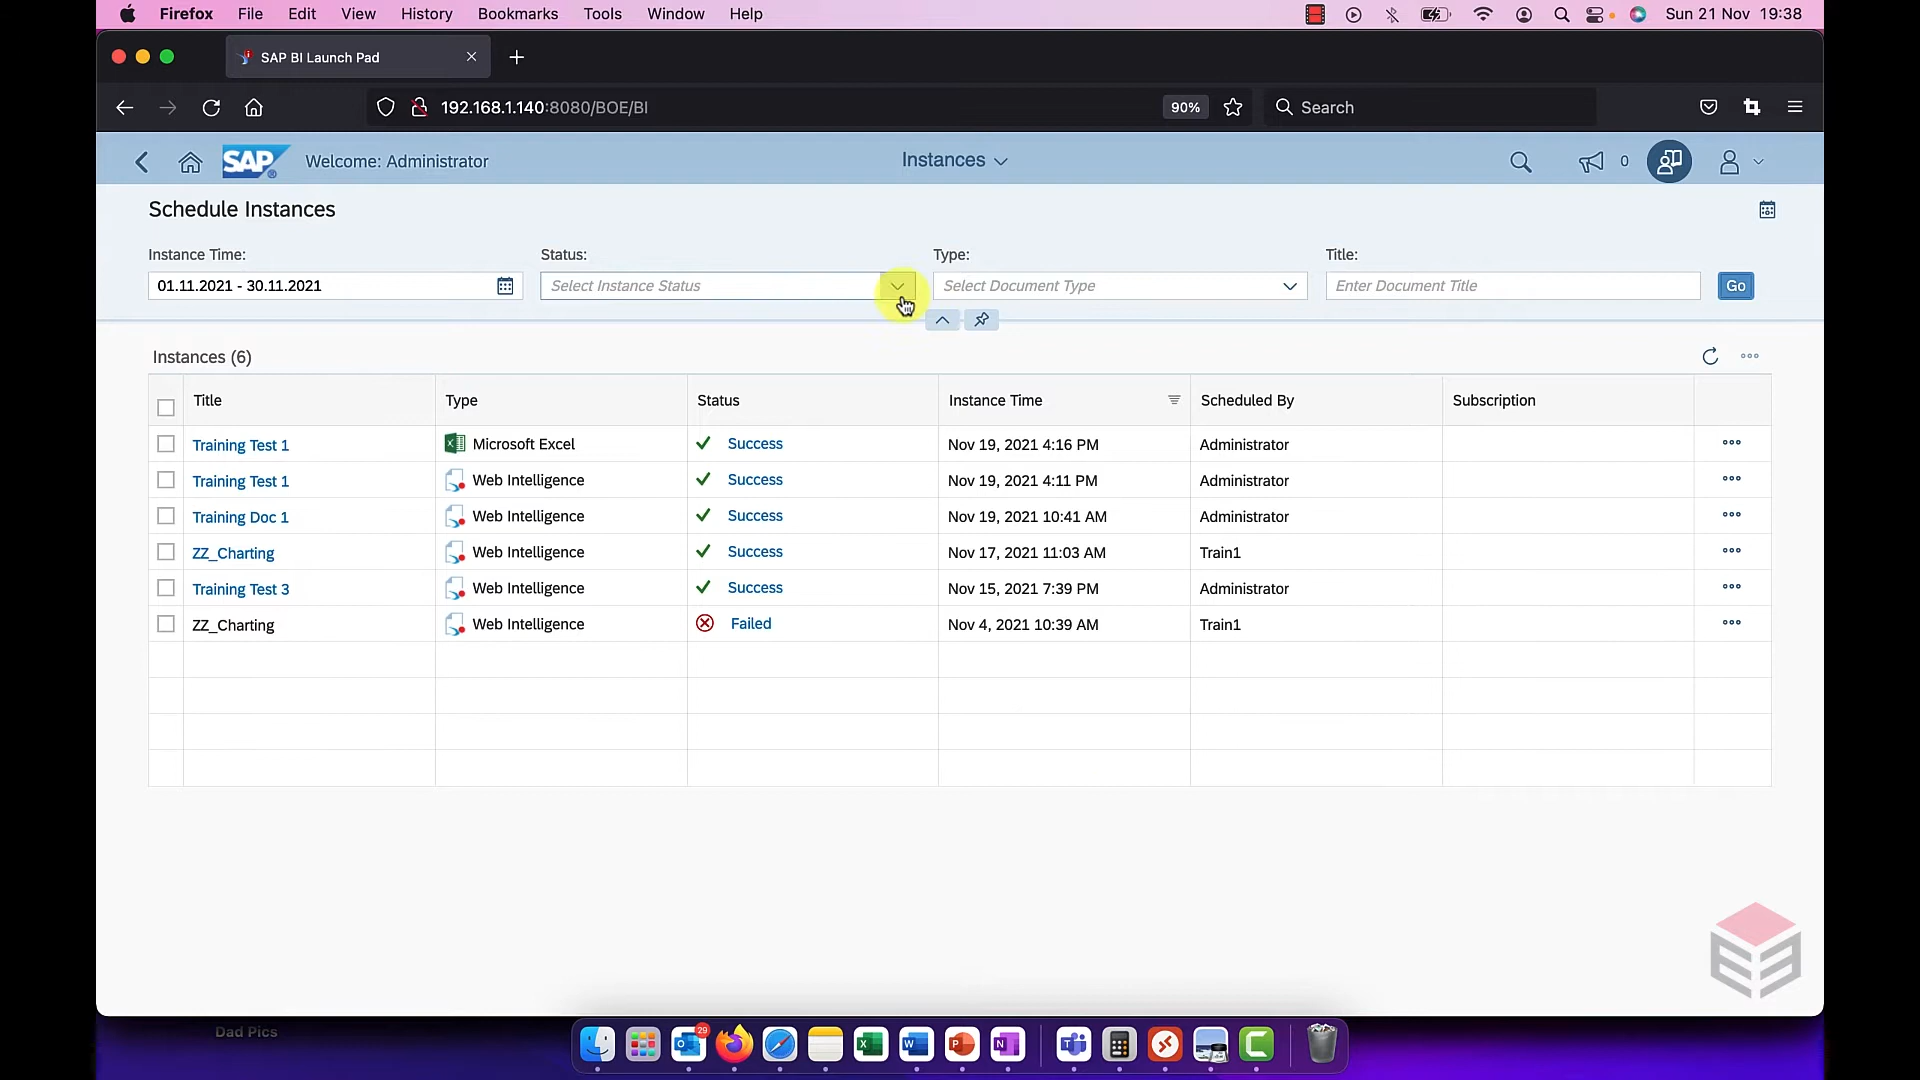 Firefox File Edit View History Bookmarks Tools Window Help Sun 21 Nov 19:38
SAP BI Launch Pad
192.168.1.140:8080/BOE/BI 90% Search
SAP Welcome: Administrator Instances 0
Schedule Instances
Instance Time: Status: Type: Title:
01.11.2021 - 30.11.2021 Select Instance Status Select Document Type Enter Document Title Go
Instances (6)
Title Type Status Instance Time Scheduled By Subscription
Training Test 1 Microsoft Excel Success Nov 19, 2021 4:16 PM Administrator
Training Test 1 Web Intelligence Success Nov 19, 2021 4:11 PM Administrator
Training Doc 1 Web Intelligence Success Nov 19, 2021 10:41 AM Administrator
ZZ_Charting Web Intelligence Success Nov 17, 2021 11:03 AM Train1
Training Test 3 Web Intelligence Success Nov 15, 2021 7:39 PM Administrator
ZZ_Charting Web Intelligence Failed Nov 4, 2021 10:39 AM Train1
Dad Pics
29